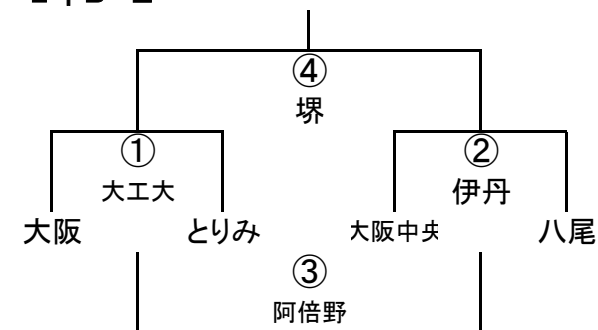 ④
堺
① ②
大工大 伊丹
大阪 とりみ 大阪中央 八尾
③
阿倍野